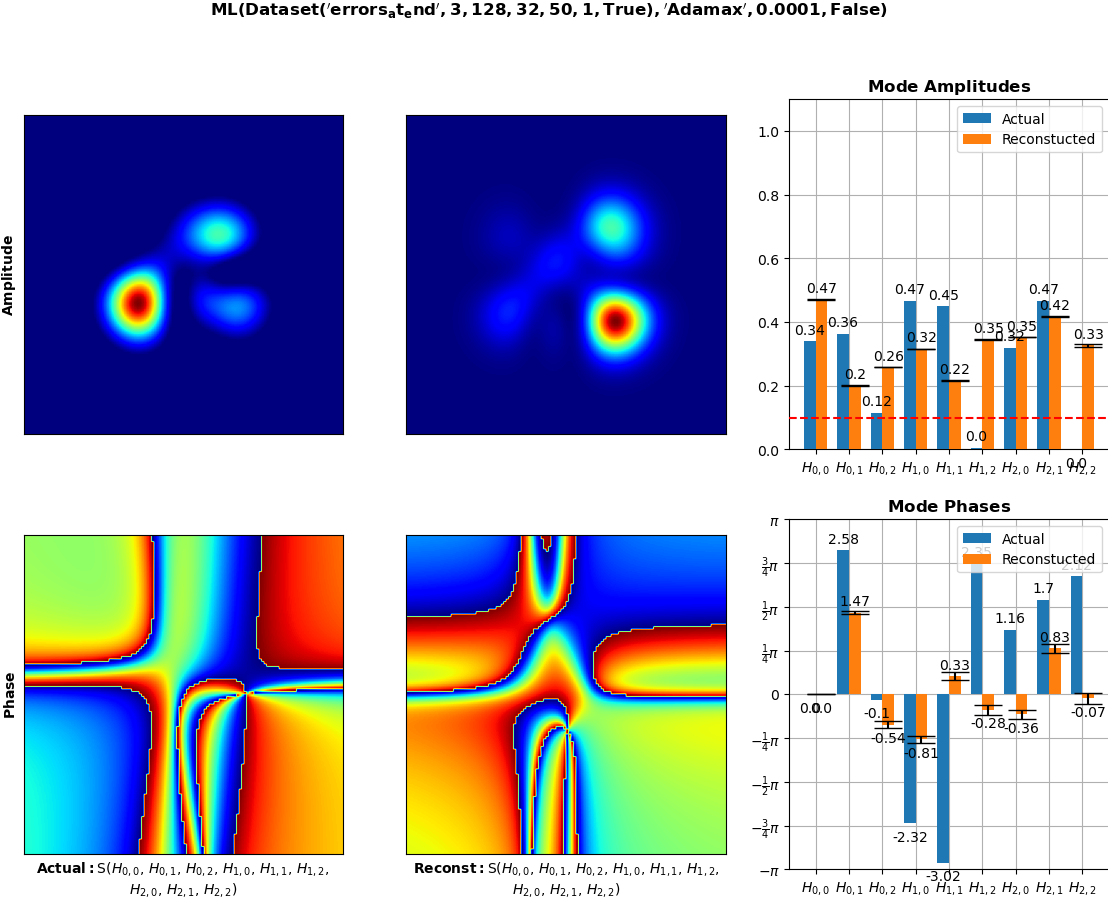 ML(Dataset('errors_at_end', 3, 128, 32, 50, 1, True), 'Adamax', 0.0001, False)
Amplitude
Mode Amplitudes
Actual
Reconstucted
1.0
0.8
0.6
0.4
0.2
0.0
0.34 0.47 0.36 0.2 0.12 0.26 0.47 0.32 0.45 0.22 0.0 0.35 0.32 0.35 0.47 0.42 0.0 0.33
H0,0 H0,1 H0,2 H1,0 H1,1 H1,2 H2,0 H2,1 H2,2
Phase
Actual: S(H0,0, H0,1, H0,2, H1,0, H1,1, H1,2,
H2,0, H2,1, H2,2)
Reconst: S(H0,0, H0,1, H0,2, H1,0, H1,1, H1,2,
H2,0, H2,1, H2,2)
Mode Phases
Actual
Reconstucted
π
3/4π
1/2π
1/4π
0
−1/4π
−1/2π
−3/4π
−π
0.0 0.0 2.58 1.47 -0.1 -0.54 -2.32 -0.81 -3.02 0.33 2.35 -0.28 1.16 -0.36 1.7 0.83 2.12 -0.07
H0,0 H0,1 H0,2 H1,0 H1,1 H1,2 H2,0 H2,1 H2,2